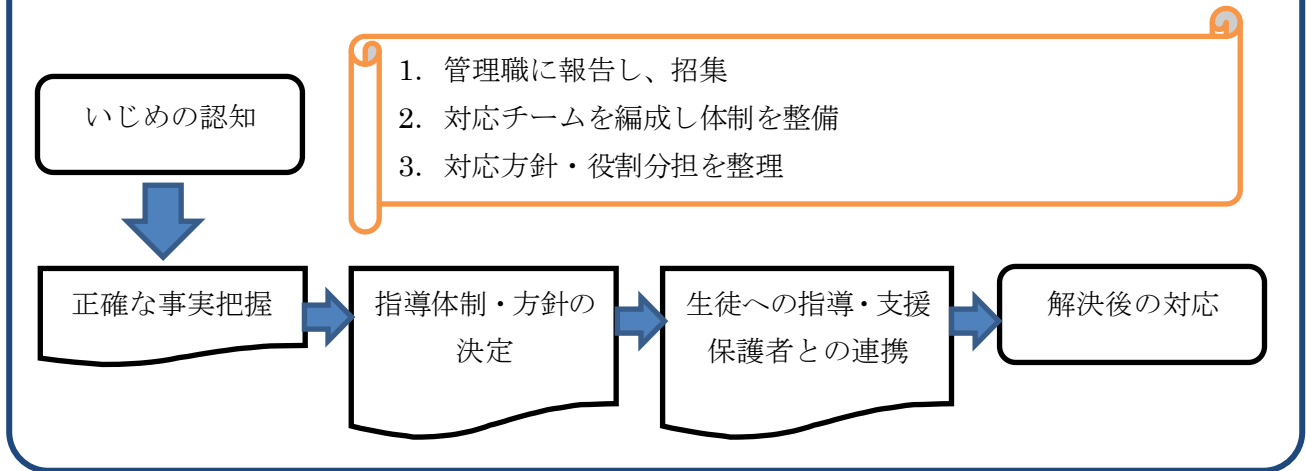 いじめの認知
1. 管理職に報告し、招集
2. 対応チームを編成し体制を整備
3. 対応方針・役割分担を整理
正確な事実把握
指導体制・方針の
決定
生徒への指導・支援
保護者との連携
解決後の対応